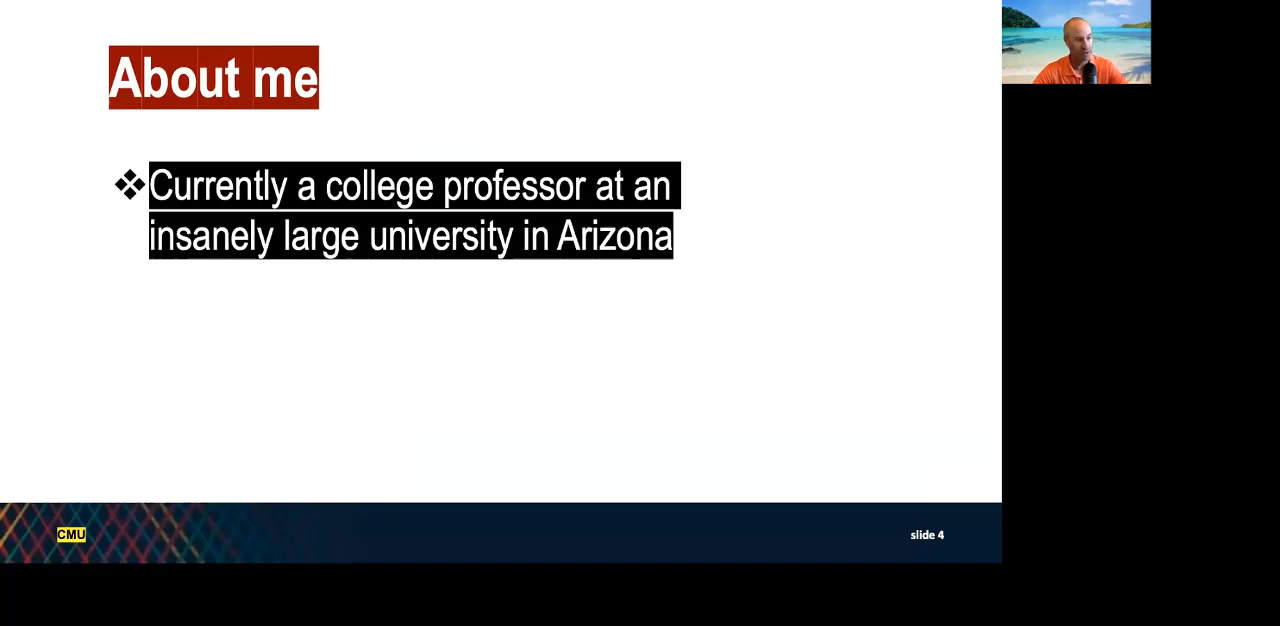 About me
❖Currently a college professor at an
insanely large university in Arizona
CMU
slide 4